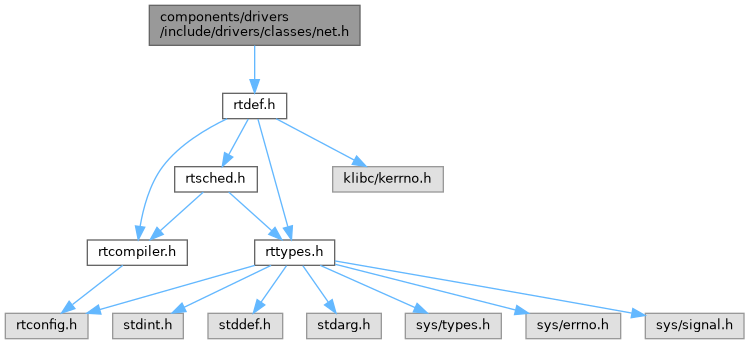 components/drivers
/include/drivers/classes/net.h
rtdef.h
rtsched.h
klibc/kerrno.h
rtcompiler.h
rttypes.h
rtconfig.h
stdint.h
stddef.h
stdarg.h
sys/types.h
sys/errno.h
sys/signal.h